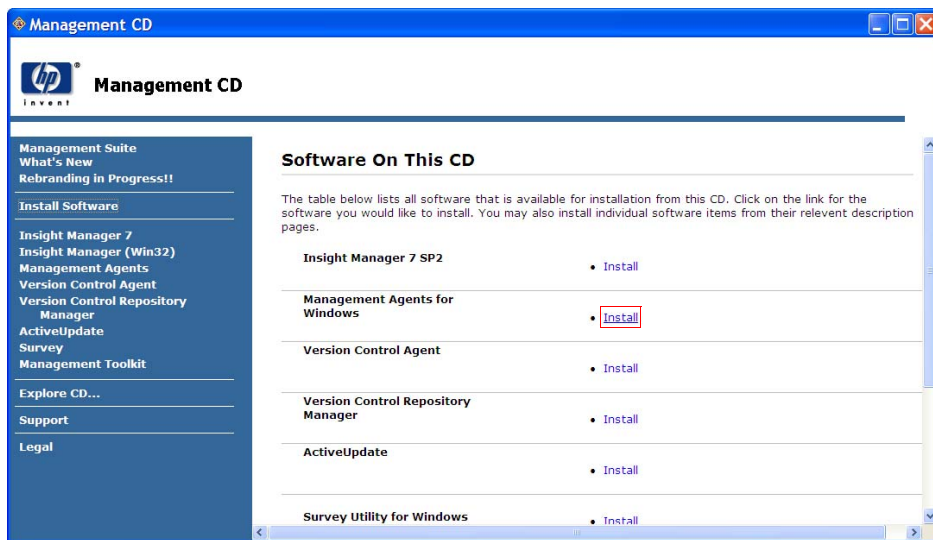 Management CD
hp
invent
Management CD
Management Suite
What's New
Rebranding in Progress!!
Install Software
Insight Manager 7
Insight Manager (Win32)
Management Agents
Version Control Agent
Version Control Repository
Manager
ActiveUpdate
Survey
Management Toolkit
Explore CD...
Support
Legal
Software On This CD
The table below lists all software that is available for installation from this CD. Click on the link for the
software you would like to install. You may also install individual software items from their relevent description
pages.
Insight Manager 7 SP2
• Install
Management Agents for
Windows
• Install
Version Control Agent
• Install
Version Control Repository
Manager
• Install
ActiveUpdate
• Install
Survey Utility for Windows
• Install